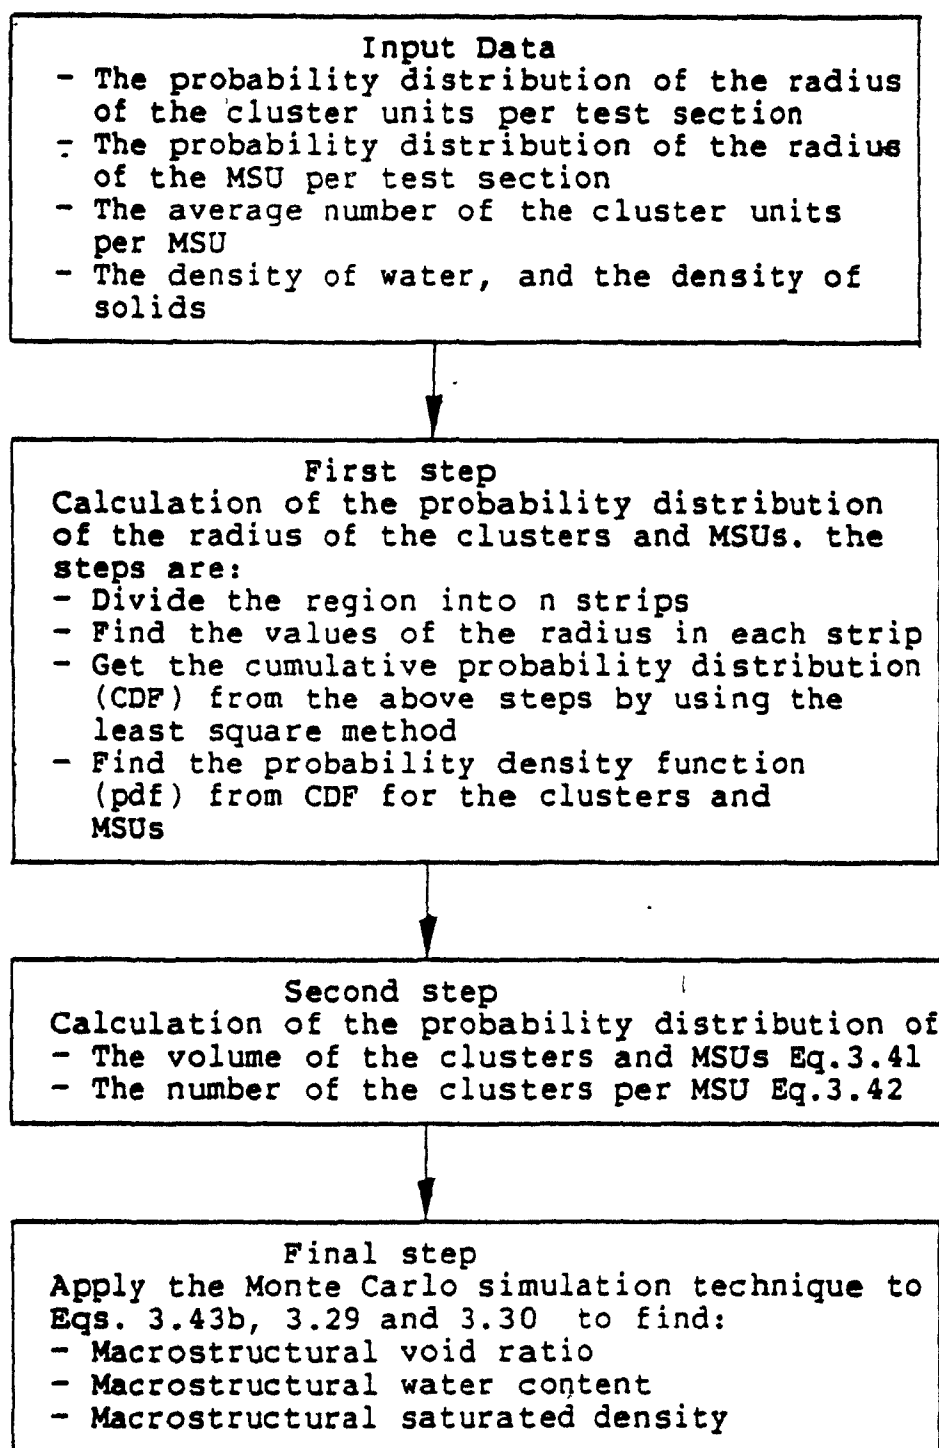 Input Data
- The probability distribution of the radius
of the cluster units per test section
- The probability distribution of the radius
of the MSU per test section
- The average number of the cluster units
per MSU
- The density of water, and the density of
solids
First step
Calculation of the probability distribution
of the radius of the clusters and MSUs. the
steps are:
- Divide the region into n strips
- Find the values of the radius in each strip
- Get the cumulative probability distribution
(CDF) from the above steps by using the
least square method
- Find the probability density function
(pdf) from CDF for the clusters and
MSUs
Second step
Calculation of the probability distribution of
- The volume of the clusters and MSUs Eq.3.41
- The number of the clusters per MSU Eq.3.42
Final step
Apply the Monte Carlo simulation technique to
Eqs. 3.43b, 3.29 and 3.30 to find:
- Macrostructural void ratio
- Macrostructural water content
- Macrostructural saturated density